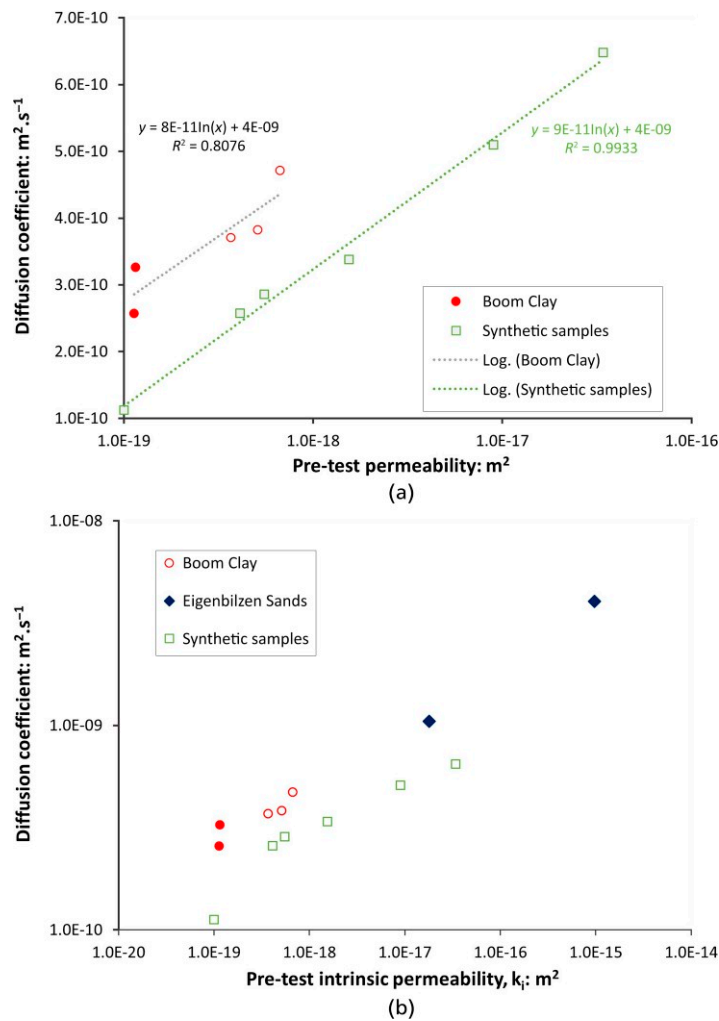 7.0E-10
6.0E-10
5.0E-10
4.0E-10
3.0E-10
2.0E-10
1.0E-10
Diffusion coefficient: m².s⁻¹
y = 8E-11ln(x) + 4E-09
R² = 0.8076
y = 9E-11ln(x) + 4E-09
R² = 0.9933
Boom Clay
Synthetic samples
Log. (Boom Clay)
Log. (Synthetic samples)
1.0E-19
1.0E-18
1.0E-17
1.0E-16
Pre-test permeability: m²
(a)
1.0E-08
1.0E-09
1.0E-10
Diffusion coefficient: m².s⁻¹
Boom Clay
Eigenbilzen Sands
Synthetic samples
1.0E-20
1.0E-19
1.0E-18
1.0E-17
1.0E-16
1.0E-15
1.0E-14
Pre-test intrinsic permeability, kᵢ: m²
(b)